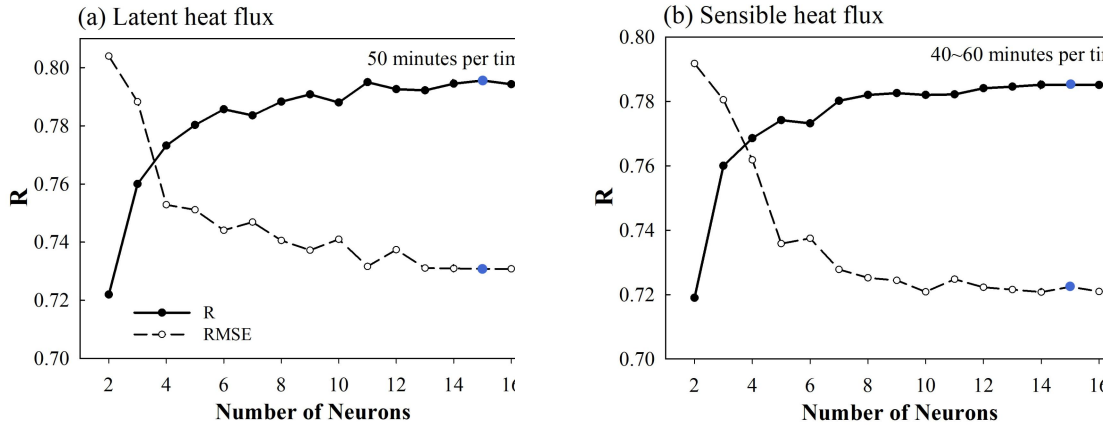 (a) Latent heat flux
50 minutes per
0.80
0.78
0.76
0.74
0.72
0.70
R
R
RMSE
2 4 6 8 10 12 14 16
Number of Neurons
(b) Sensible heat flux
40~60 minutes per
0.80
0.78
0.76
0.74
0.72
0.70
R
2 4 6 8 10 12 14 16
Number of Neurons